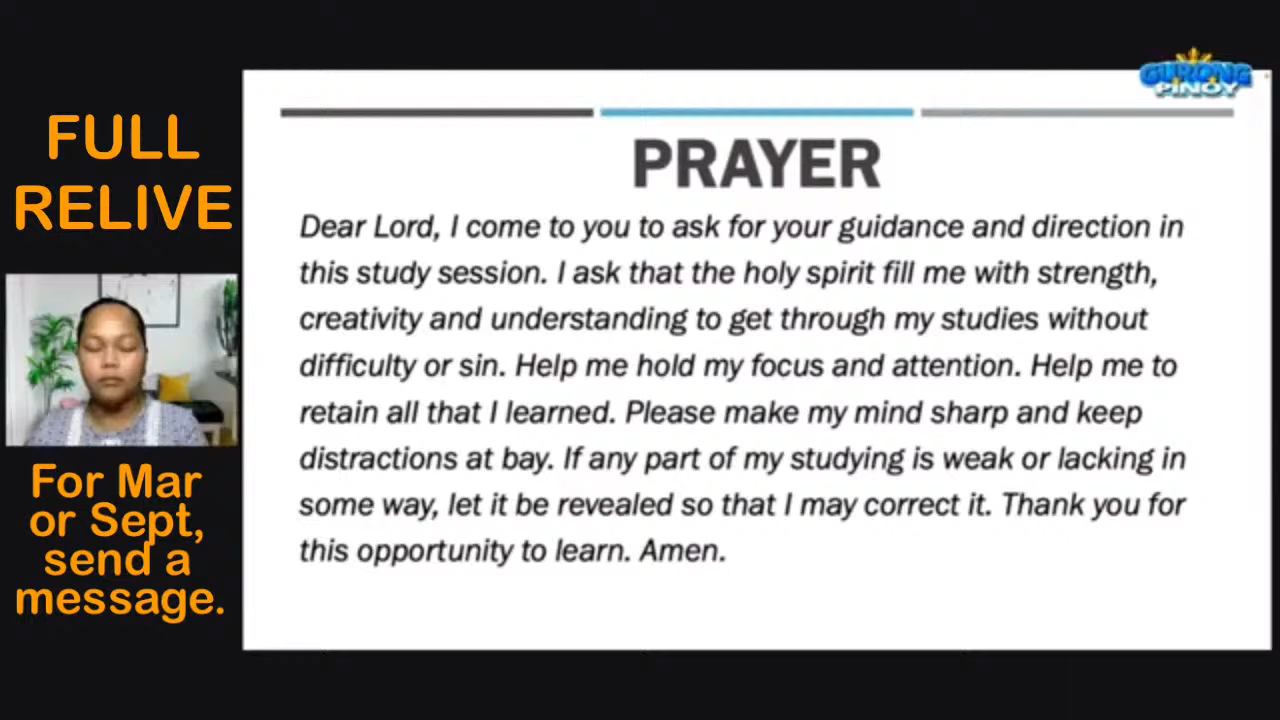 FULL
RELIVE
For Mar
or Sept,
send a
message.
GURONG
PINOY
PRAYER
Dear Lord, I come to you to ask for your guidance and direction in
this study session. I ask that the holy spirit fill me with strength,
creativity and understanding to get through my studies without
difficulty or sin. Help me hold my focus and attention. Help me to
retain all that I learned. Please make my mind sharp and keep
distractions at bay. If any part of my studying is weak or lacking in
some way, let it be revealed so that I may correct it. Thank you for
this opportunity to learn. Amen.